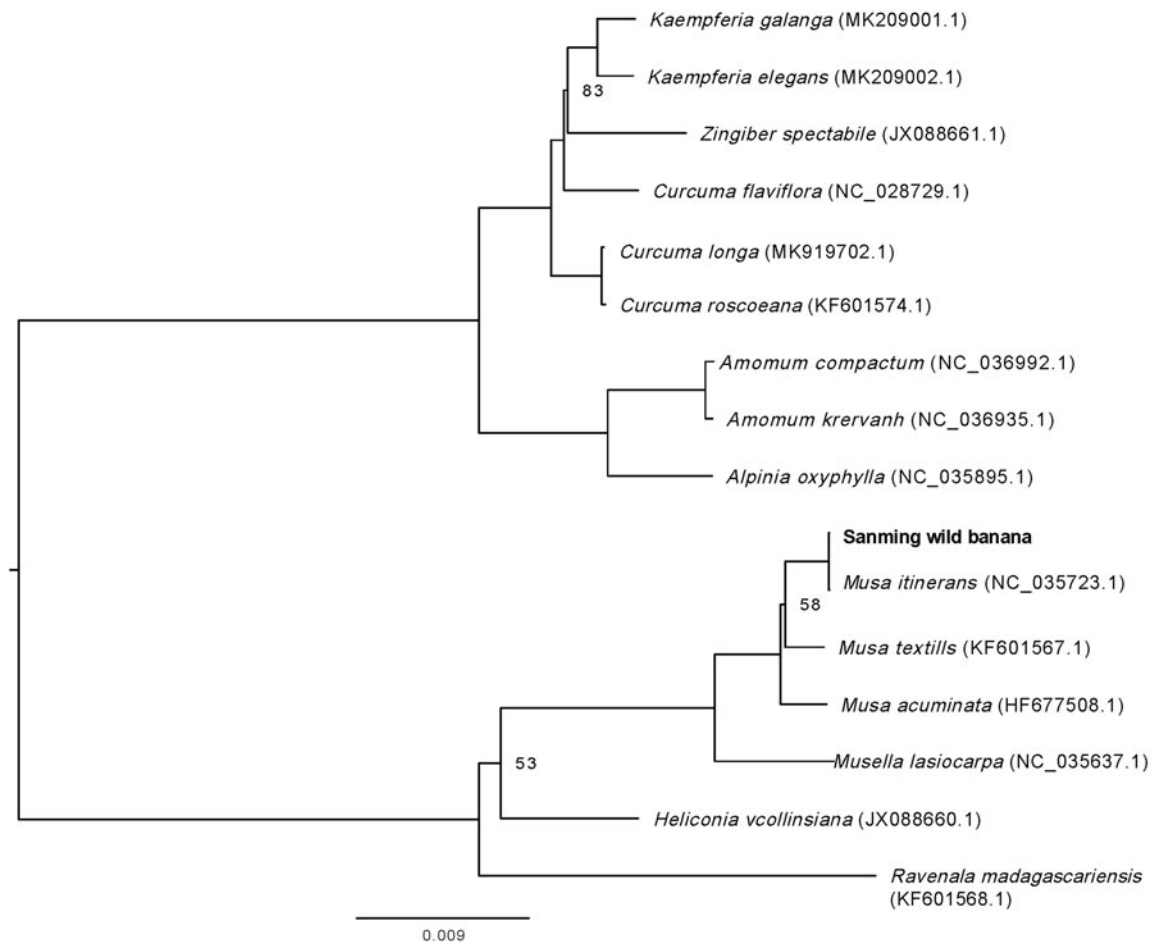 Kaempferia galanga (MK209001.1)
Kaempferia elegans (MK209002.1)
83
Zingiber spectabile (JX088661.1)
Curcuma flaviflora (NC_028729.1)
Curcuma longa (MK919702.1)
Curcuma roscoeana (KF601574.1)
Amomum compactum (NC_036992.1)
Amomum krervanh (NC_036935.1)
Alpinia oxyphylla (NC_035895.1)
Sanming wild banana
Musa itinerans (NC_035723.1)
58
Musa textills (KF601567.1)
Musa acuminata (HF677508.1)
Musella lasiocarpa (NC_035637.1)
53
Heliconia vcollinsiana (JX088660.1)
Ravenala madagascariensis
(KF601568.1)
0.009